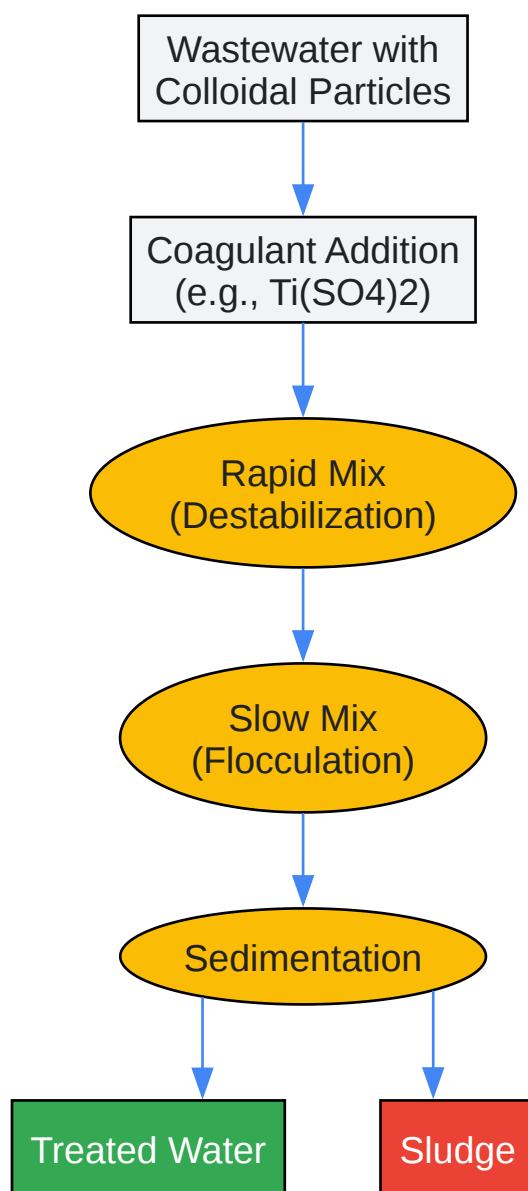 Wastewater with
Colloidal Particles
Coagulant Addition
(e.g., Ti(SO4)2)
Rapid Mix
(Destabilization)
Slow Mix
(Flocculation)
Sedimentation
Treated Water
Sludge